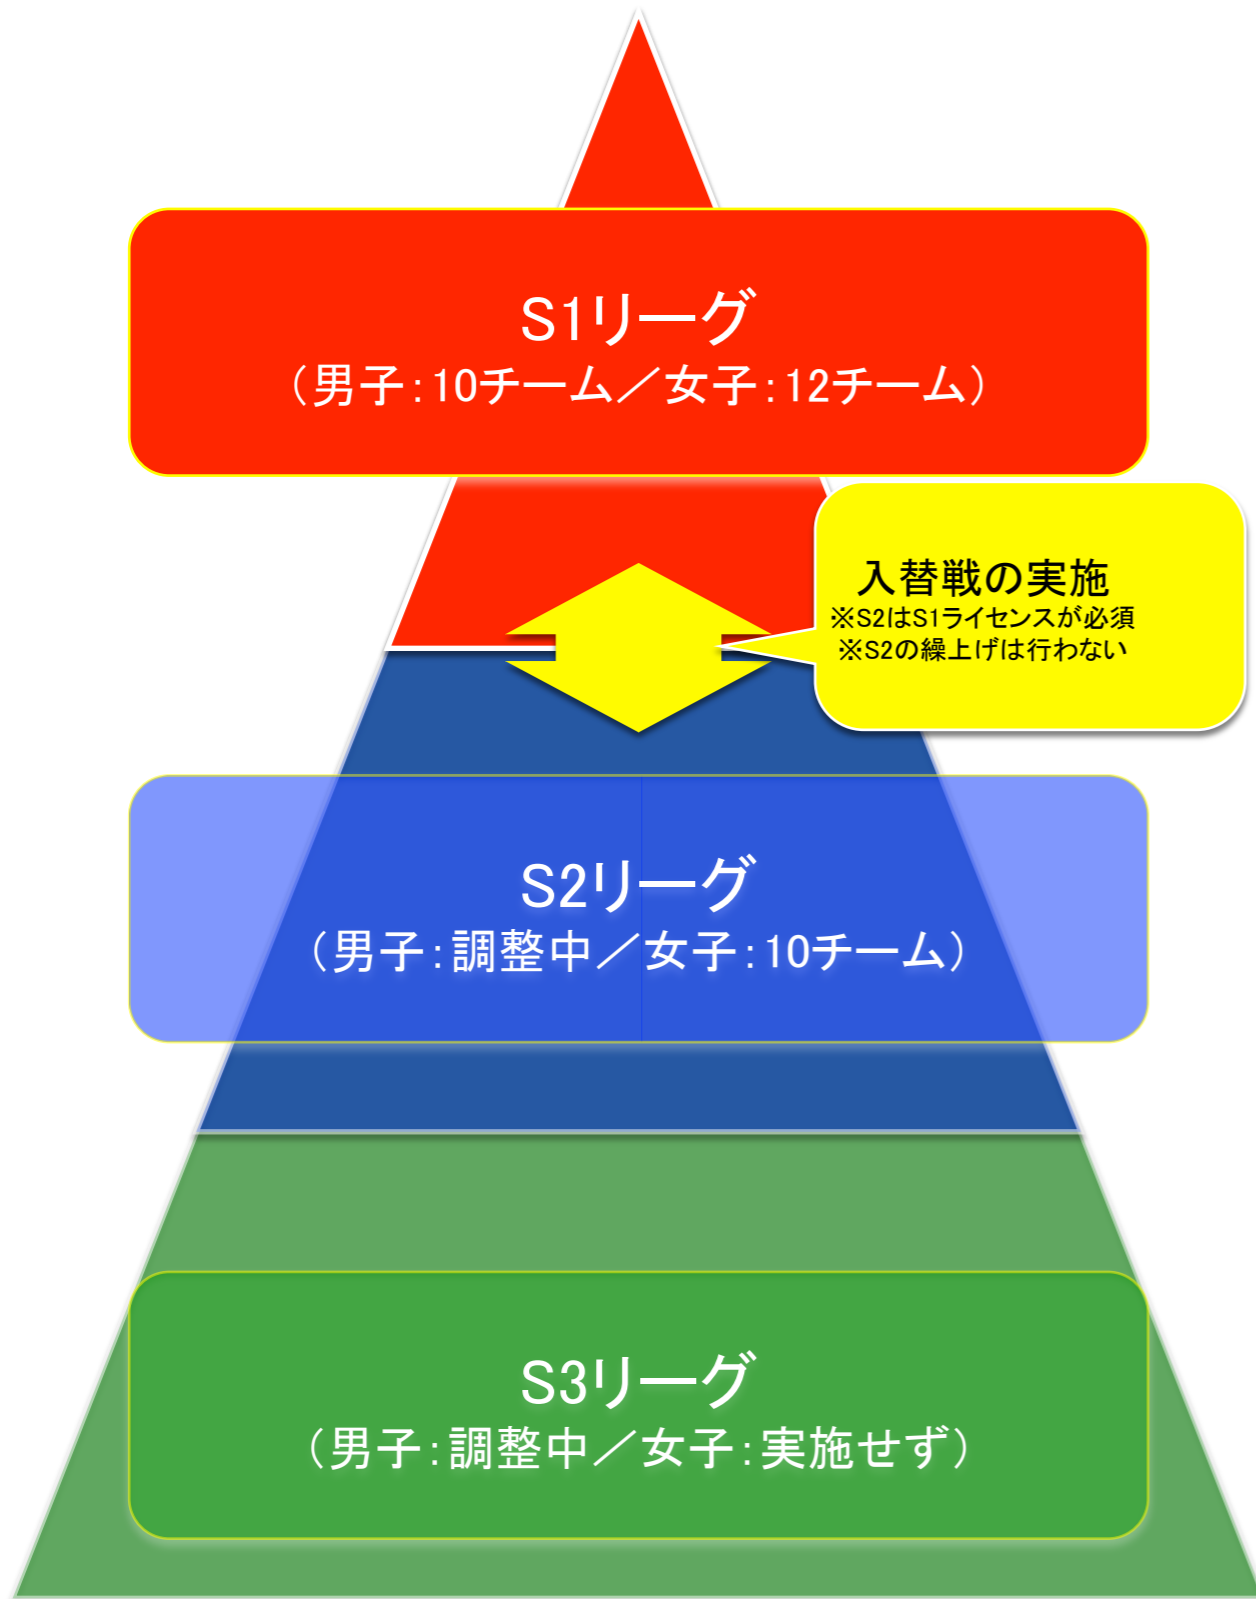 S1リーグ
（男子：10チーム／女子：12チーム）
入替戦の実施
※S2はS1ライセンスが必須
※S2の繰上げは行わない
S2リーグ
（男子：調整中／女子：10チーム）
S3リーグ
（男子：調整中／女子：実施せず）